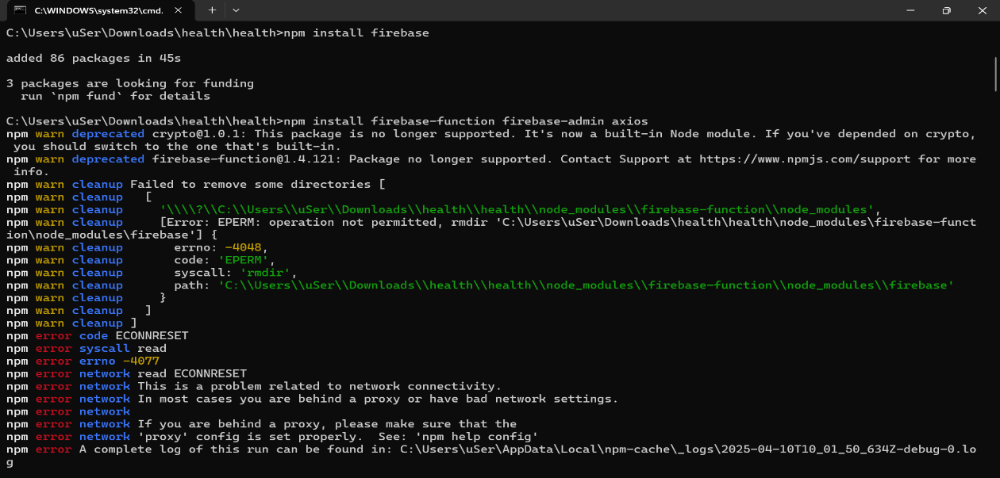 C:\WINDOWS\system32\cmd.
C:\Users\uSer\Downloads\health\health>npm install firebase
added 86 packages in 45s
3 packages are looking for funding
  run `npm fund` for details
C:\Users\uSer\Downloads\health\health>npm install firebase-function firebase-admin axios
npm warn deprecated crypto@1.0.1: This package is no longer supported. It's now a built-in Node module. If you've depended on crypto,
 you should switch to the one that's built-in.
npm warn deprecated firebase-function@1.4.121: Package no longer supported. Contact Support at https://www.npmjs.com/support for more
 info.
npm warn cleanup Failed to remove some directories [
npm warn cleanup   [
npm warn cleanup     '\\\\?\\C:\\Users\\uSer\\Downloads\\health\\health\\node_modules\\firebase-function\\node_modules',
npm warn cleanup     [Error: EPERM: operation not permitted, rmdir 'C:\Users\uSer\Downloads\health\health\node_modules\firebase-funct
ion\node_modules\firebase'] {
npm warn cleanup       errno: -4048,
npm warn cleanup       code: 'EPERM',
npm warn cleanup       syscall: 'rmdir',
npm warn cleanup       path: 'C:\\Users\\uSer\\Downloads\\health\\health\\node_modules\\firebase-function\\node_modules\\firebase'
npm warn cleanup     }
npm warn cleanup   ]
npm warn cleanup ]
npm error code ECONNRESET
npm error syscall read
npm error errno -4077
npm error network read ECONNRESET
npm error network This is a problem related to network connectivity.
npm error network In most cases you are behind a proxy or have bad network settings.
npm error network
npm error network If you are behind a proxy, please make sure that the
npm error network 'proxy' config is set properly.  See: 'npm help config'
npm error A complete log of this run can be found in: C:\Users\uSer\AppData\Local\npm-cache\_logs\2025-04-10T10_01_50_634Z-debug-0.lo
g